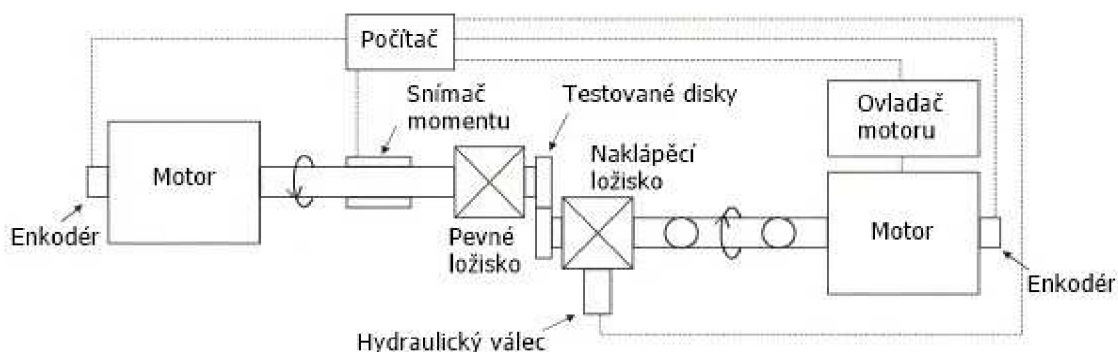 Počítač
Snímač
momentu
Testované disky
Ovladač
motoru
Naklápěcí
ložisko
Motor
Motor
Enkodér
Pevné
ložisko
Enkodér
Hydraulický válec